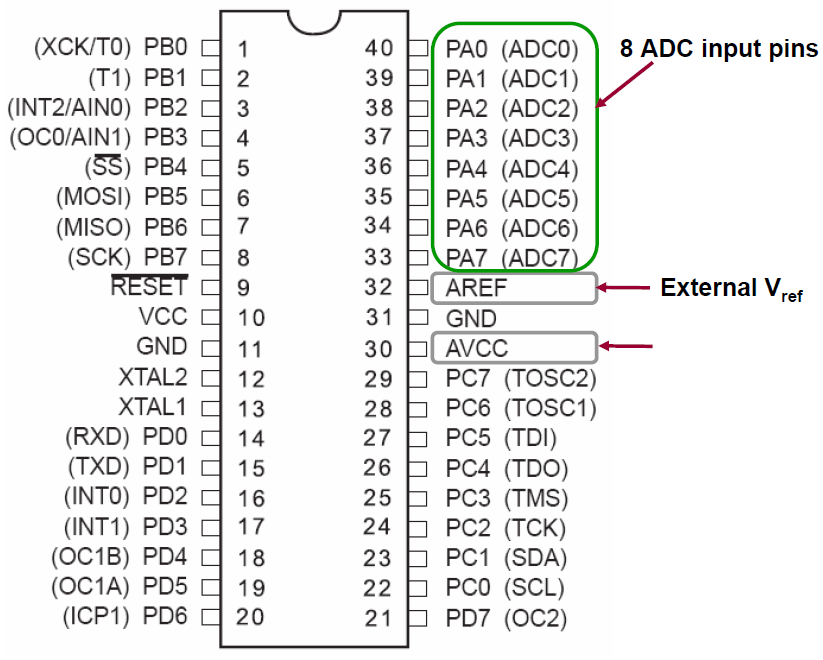 (XCK/T0) PB0 1 40 PA0 (ADC0) 8 ADC input pins
(T1) PB1 2 39 PA1 (ADC1)
(INT2/AIN0) PB2 3 38 PA2 (ADC2)
(OC0/AIN1) PB3 4 37 PA3 (ADC3)
(SS) PB4 5 36 PA4 (ADC4)
(MOSI) PB5 6 35 PA5 (ADC5)
(MISO) PB6 7 34 PA6 (ADC6)
(SCK) PB7 8 33 PA7 (ADC7)
RESET 9 32 AREF External Vref
VCC 10 31 GND
GND 11 30 AVCC
XTAL2 12 29 PC7 (TOSC2)
XTAL1 13 28 PC6 (TOSC1)
(RXD) PD0 14 27 PC5 (TDI)
(TXD) PD1 15 26 PC4 (TDO)
(INT0) PD2 16 25 PC3 (TMS)
(INT1) PD3 17 24 PC2 (TCK)
(OC1B) PD4 18 23 PC1 (SDA)
(OC1A) PD5 19 22 PC0 (SCL)
(ICP1) PD6 20 21 PD7 (OC2)